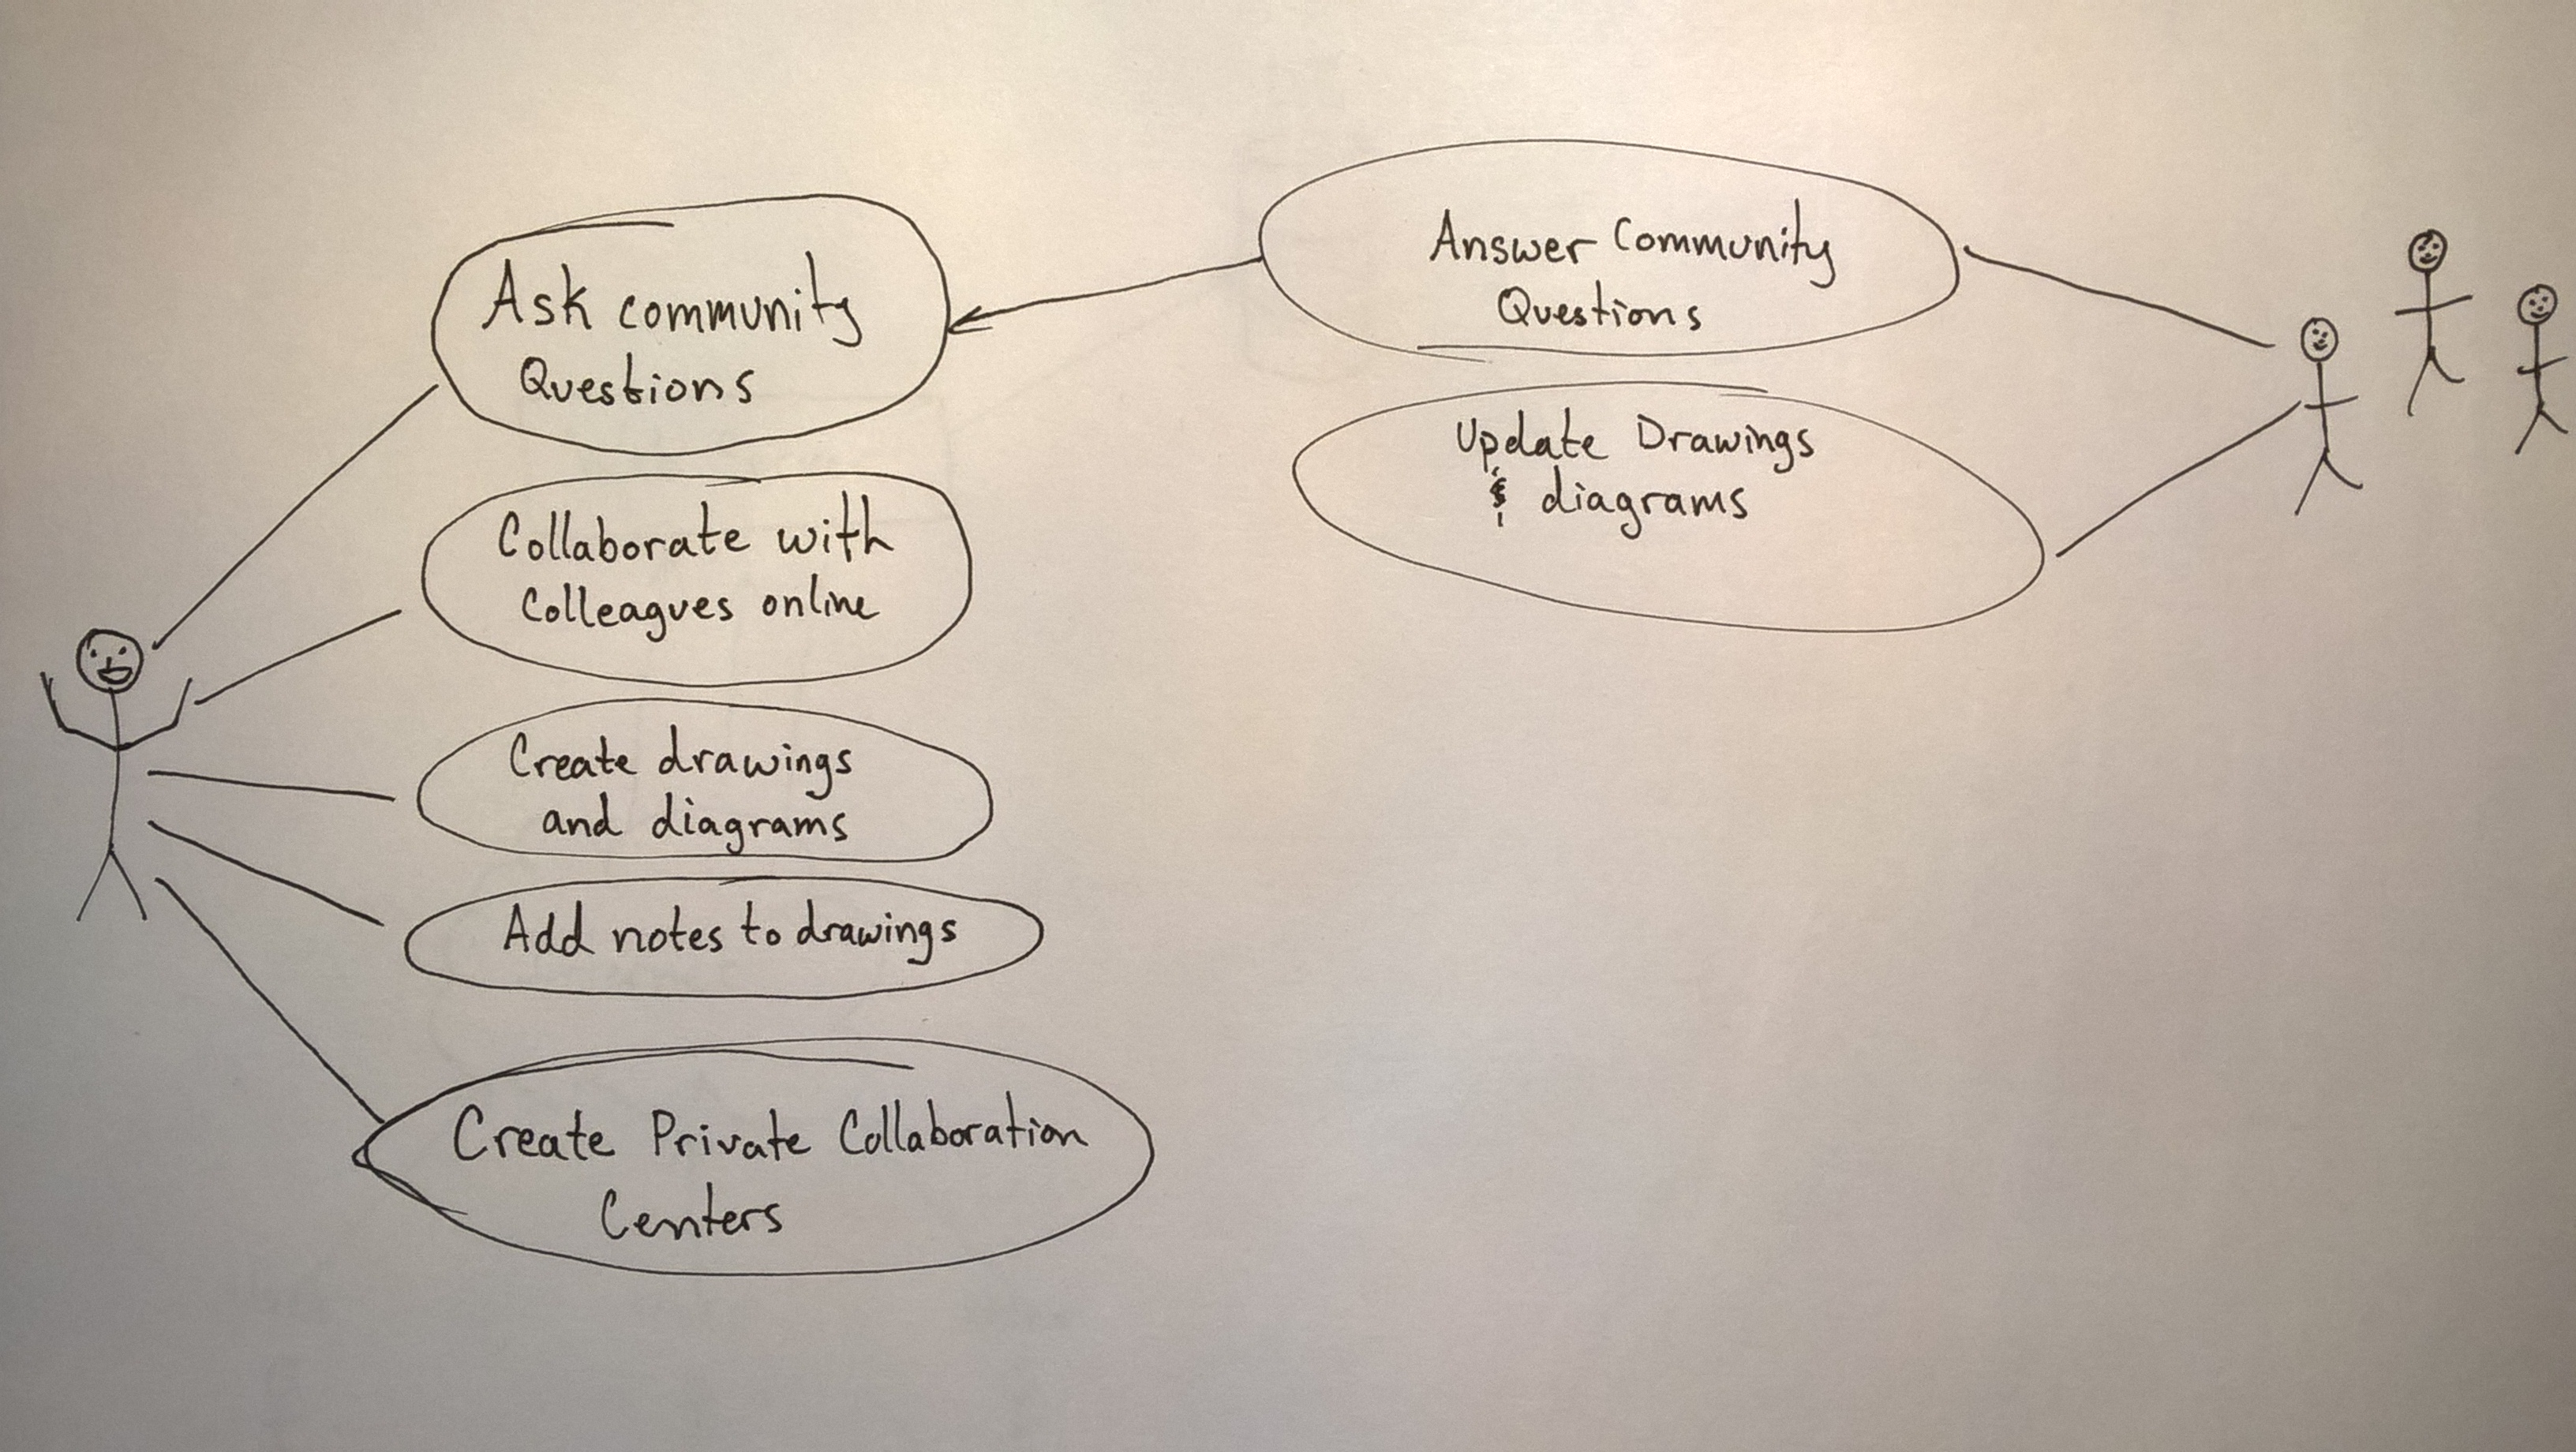 Ask community
Questions
Collaborate with
Colleagues online
Create drawings
and diagrams
Add notes to drawings
Create Private Collaboration
Centers
Answer Community
Questions
Update Drawings
& diagrams